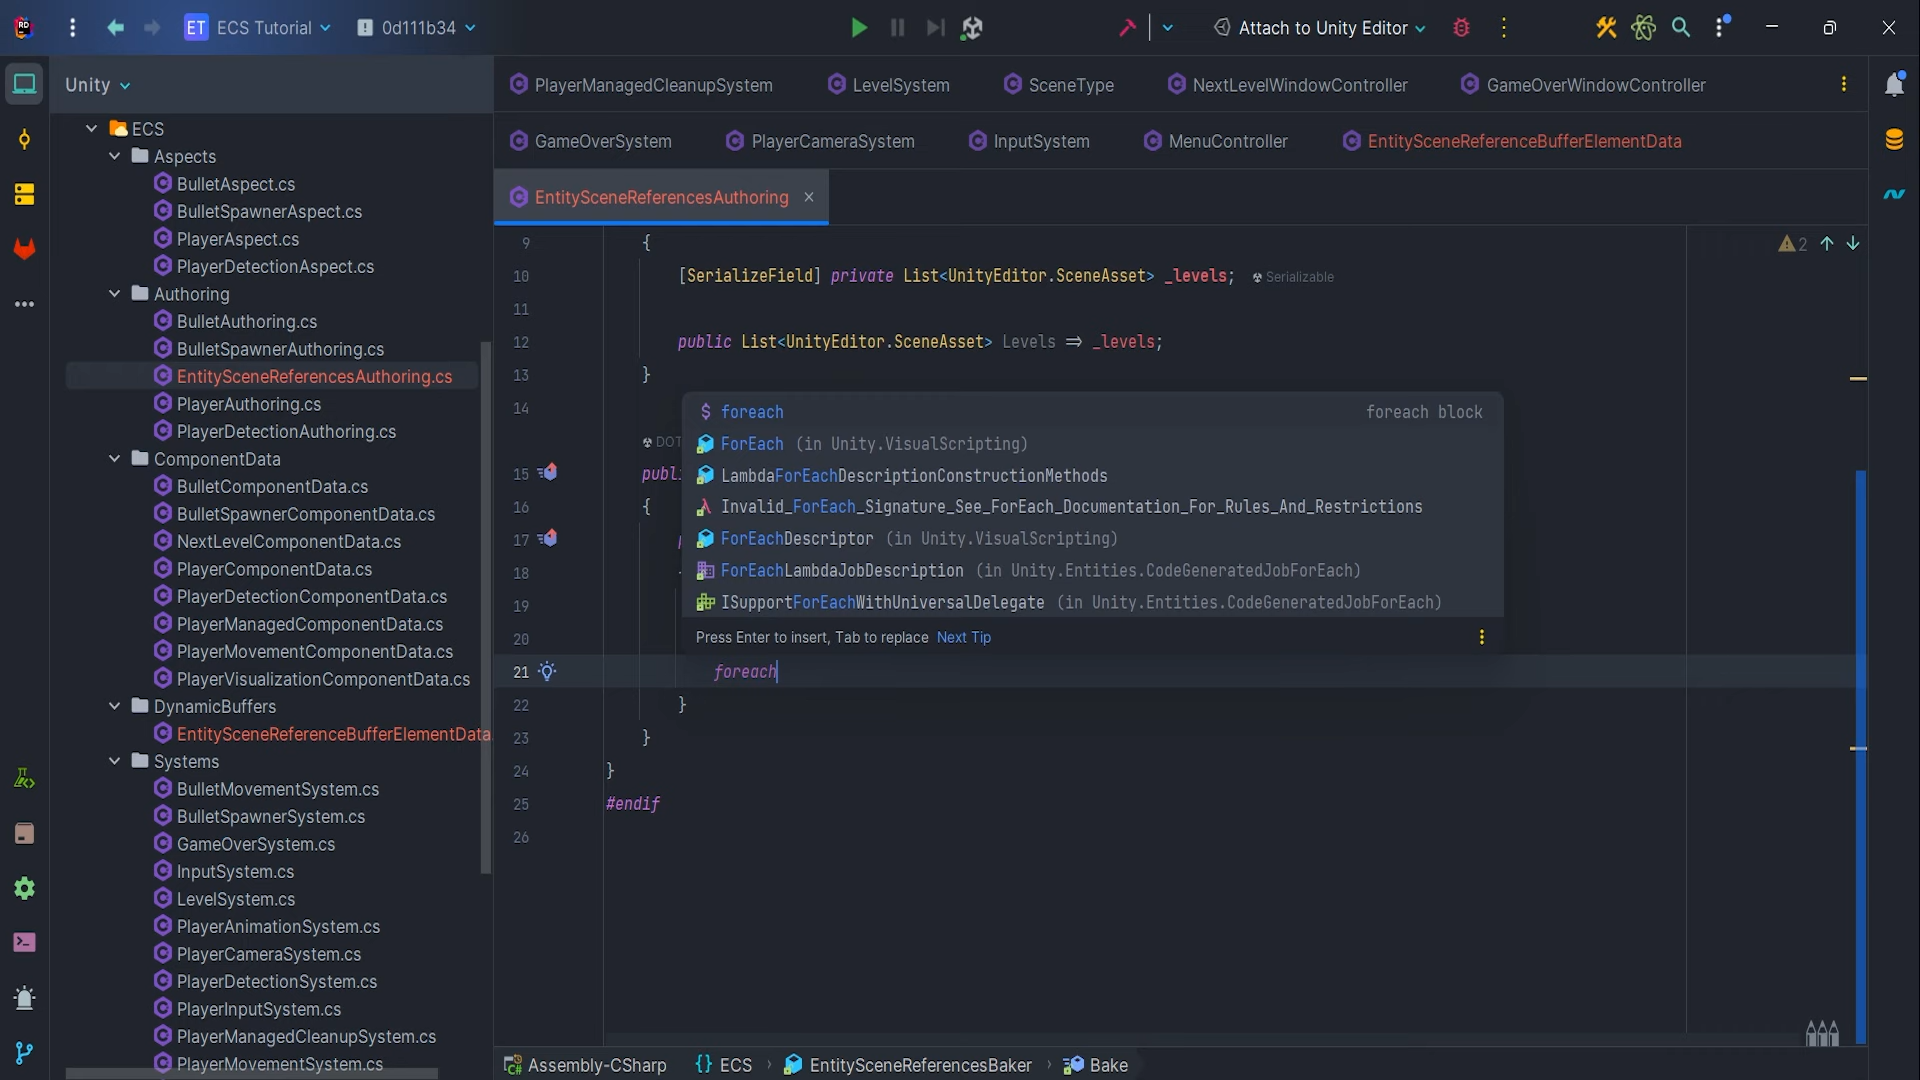 RD
ET ECS Tutorial
0d111b34
Attach to Unity Editor
Unity
ECS
Aspects
BulletAspect.cs
BulletSpawnerAspect.cs
PlayerAspect.cs
PlayerDetectionAspect.cs
Authoring
BulletAuthoring.cs
BulletSpawnerAuthoring.cs
EntitySceneReferencesAuthoring.cs
PlayerAuthoring.cs
PlayerDetectionAuthoring.cs
ComponentData
BulletComponentData.cs
BulletSpawnerComponentData.cs
NextLevelComponentData.cs
PlayerComponentData.cs
PlayerDetectionComponentData.cs
PlayerManagedComponentData.cs
PlayerMovementComponentData.cs
PlayerVisualizationComponentData.cs
DynamicBuffers
EntitySceneReferenceBufferElementData
Systems
BulletMovementSystem.cs
BulletSpawnerSystem.cs
GameOverSystem.cs
InputSystem.cs
LevelSystem.cs
PlayerAnimationSystem.cs
PlayerCameraSystem.cs
PlayerDetectionSystem.cs
PlayerInputSystem.cs
PlayerManagedCleanupSystem.cs
PlayerMovementSystem.cs
PlayerManagedCleanupSystem LevelSystem SceneType NextLevelWindowController GameOverWindowController
GameOverSystem PlayerCameraSystem InputSystem MenuController EntitySceneReferenceBufferElementData
EntitySceneReferencesAuthoring
2
9 {
10 [SerializeField] private List<UnityEditor.SceneAsset> _levels; Serializable
11
12 public List<UnityEditor.SceneAsset> Levels => _levels;
13 }
14
DOT
15 publi
16 {
17
18
19
20
21 foreach
22 }
23 }
24 }
25 #endif
26
foreach foreach block
ForEach (in Unity.VisualScripting)
LambdaForEachDescriptionConstructionMethods
Invalid_ForEach_Signature_See_ForEach_Documentation_For_Rules_And_Restrictions
ForEachDescriptor (in Unity.VisualScripting)
ForEachLambdaJobDescription (in Unity.Entities.CodeGeneratedJobForEach)
ISupportForEachWithUniversalDelegate (in Unity.Entities.CodeGeneratedJobForEach)
Press Enter to insert, Tab to replace Next Tip
Assembly-CSharp {} ECS › EntitySceneReferencesBaker › Bake